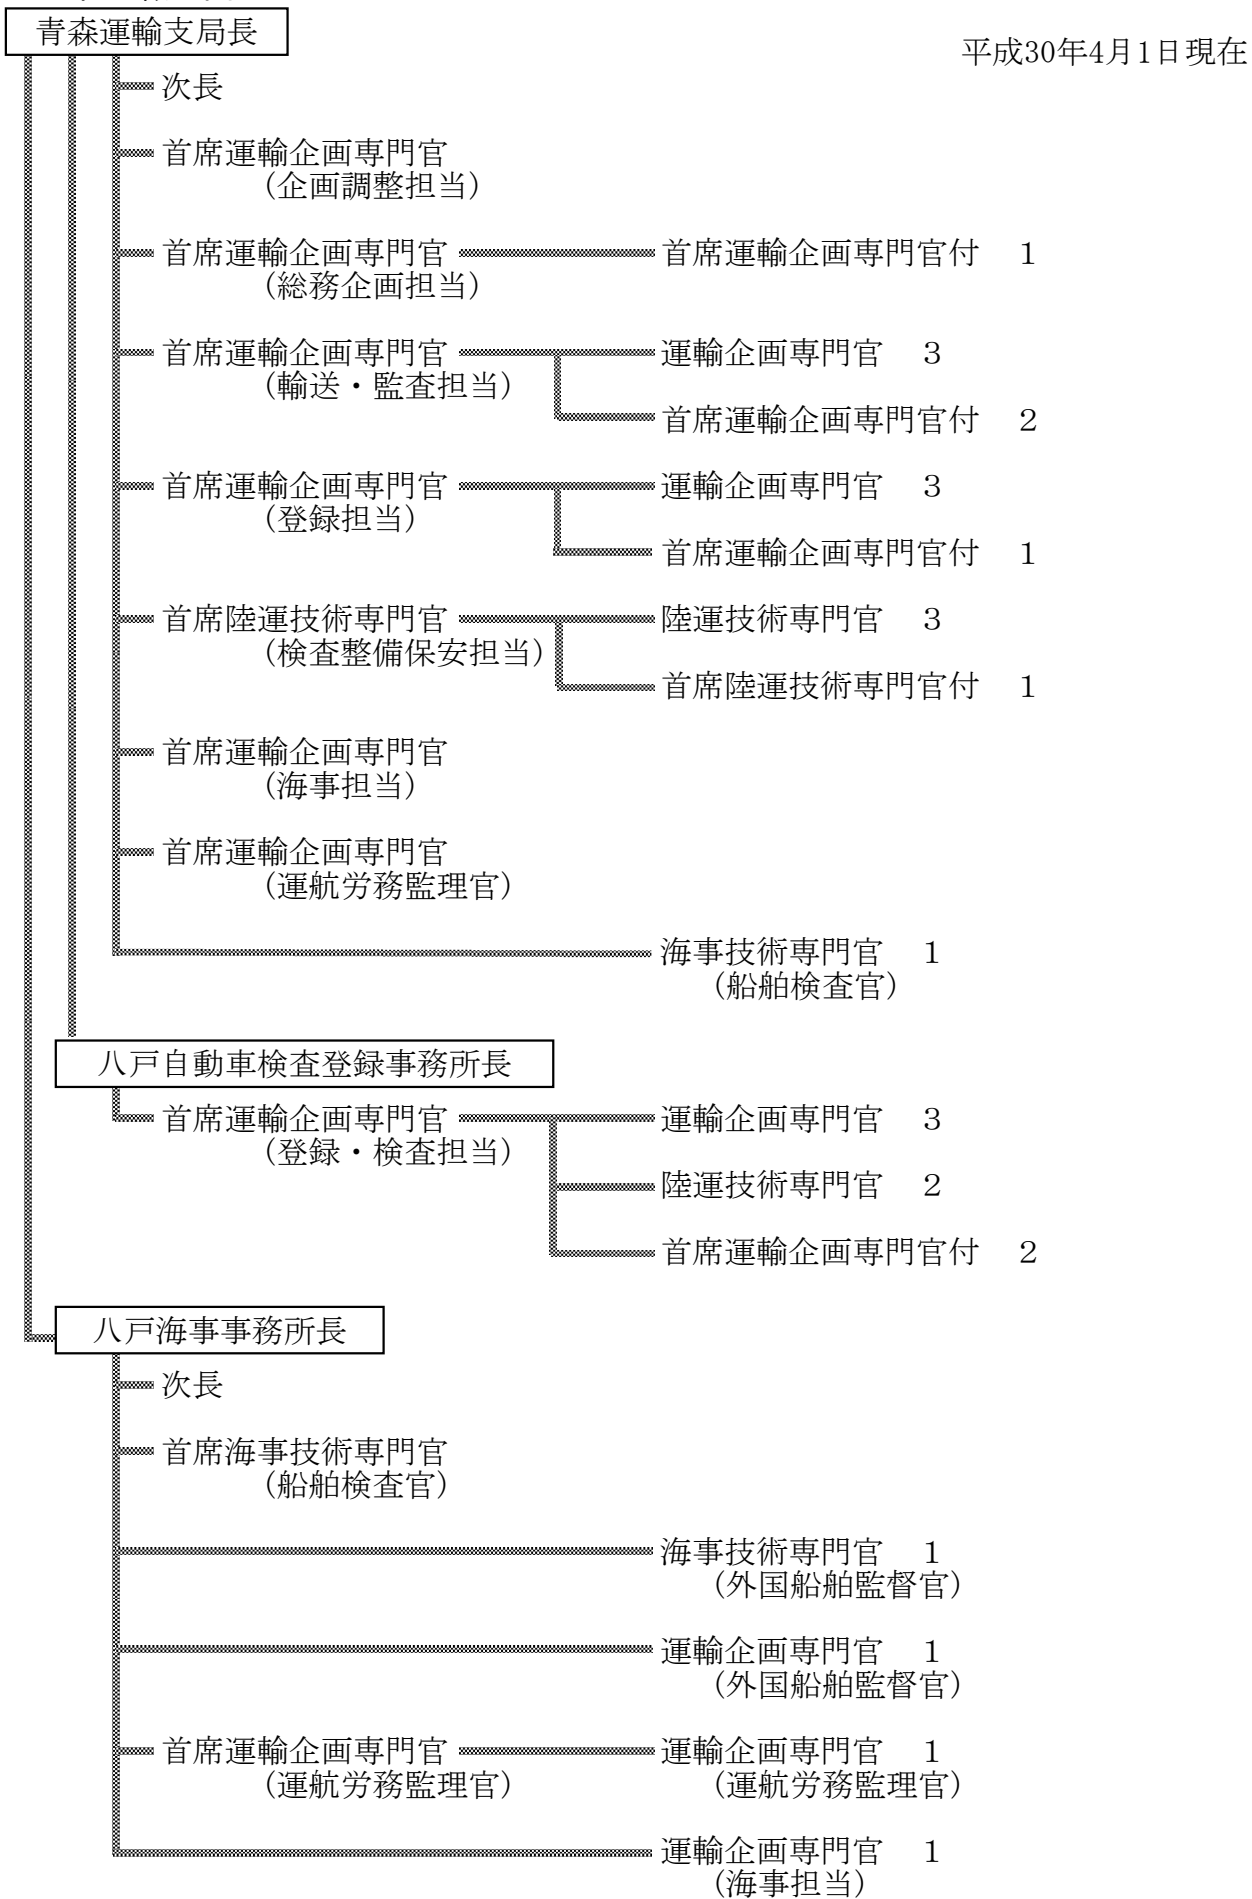 青森運輸支局長
平成30年4月1日現在
次長
首席運輸企画専門官
（企画調整担当）
首席運輸企画専門官 首席運輸企画専門官付 １
（総務企画担当）
首席運輸企画専門官 運輸企画専門官 ３
（輸送・監査担当）
首席運輸企画専門官付 ２
首席運輸企画専門官 運輸企画専門官 ３
（登録担当）
首席運輸企画専門官付 １
首席陸運技術専門官 陸運技術専門官 ３
（検査整備保安担当）
首席陸運技術専門官付 １
首席運輸企画専門官
（海事担当）
首席運輸企画専門官
（運航労務監理官）
海事技術専門官 １
（船舶検査官）
八戸自動車検査登録事務所長
首席運輸企画専門官 運輸企画専門官 ３
（登録・検査担当）
陸運技術専門官 ２
首席運輸企画専門官付 ２
八戸海事事務所長
次長
首席海事技術専門官
（船舶検査官）
海事技術専門官 １
（外国船舶監督官）
運輸企画専門官 １
（外国船舶監督官）
首席運輸企画専門官 運輸企画専門官 １
（運航労務監理官） （運航労務監理官）
運輸企画専門官 １
（海事担当）